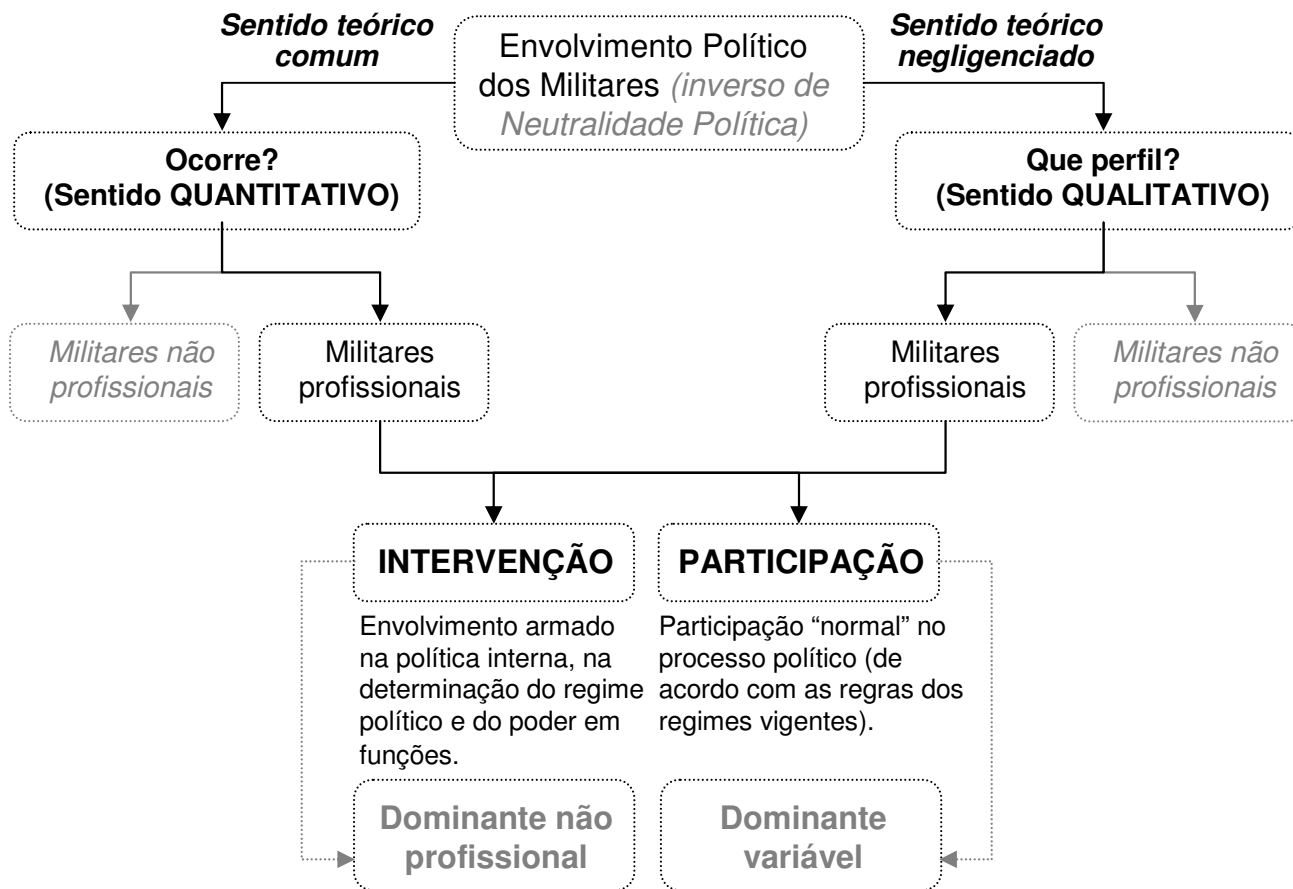 Sentido teórico
comum
Envolvimento Político
dos Militares (inverso de
Neutralidade Política)
Sentido teórico
negligenciado
Ocorre?
(Sentido QUANTITATIVO)
Que perfil?
(Sentido QUALITATIVO)
Militares não
profissionais
Militares
profissionais
Militares
profissionais
Militares não
profissionais
INTERVENÇÃO
Envolvimento armado
na política interna, na
determinação do regime
político e do poder em
funções.
PARTICIPAÇÃO
Participação “normal” no
processo político (de
acordo com as regras dos
regimes vigentes).
Dominante não
profissional
Dominante
variável